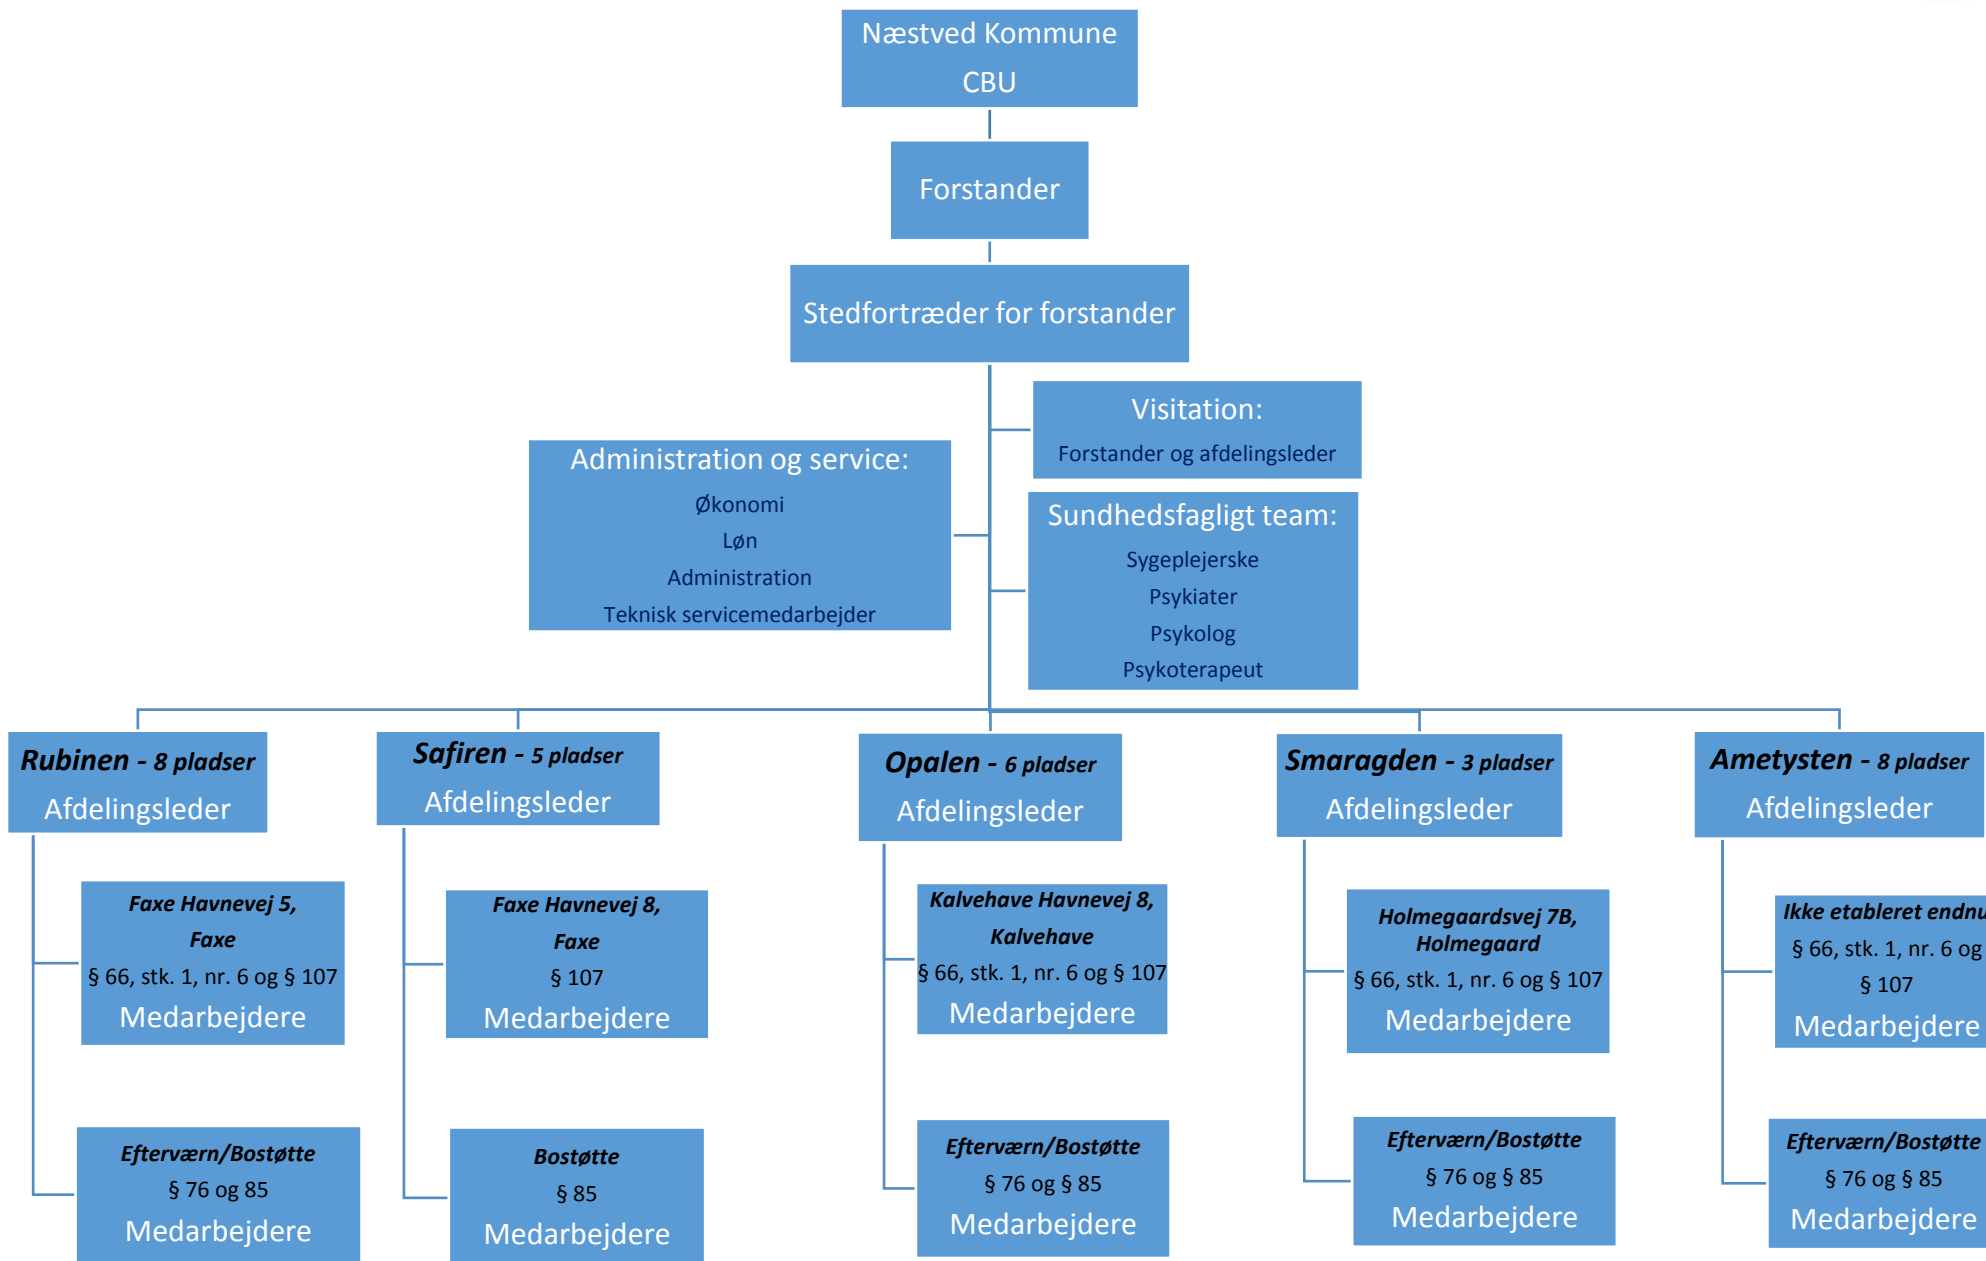 Næstved Kommune
CBU
Forstander
Stedfortræder for forstander
Visitation:
Forstander og afdelingsleder
Administration og service:
Økonomi
Løn
Administration
Teknisk servicemedarbejder
Sundhedsfagligt team:
Sygeplejerske
Psykiater
Psykolog
Psykoterapeut
Rubinen - 8 pladser
Afdelingsleder
Faxe Havnevej 5,
Faxe
§ 66, stk. 1, nr. 6 og § 107
Medarbejdere
Efterværn/Bostøtte
§ 76 og 85
Medarbejdere
Safiren - 5 pladser
Afdelingsleder
Faxe Havnevej 8,
Faxe
§ 107
Medarbejdere
Bostøtte
§ 85
Medarbejdere
Opalen - 6 pladser
Afdelingsleder
Kalvehave Havnevej 8,
Kalvehave
§ 66, stk. 1, nr. 6 og § 107
Medarbejdere
Efterværn/Bostøtte
§ 76 og § 85
Medarbejdere
Smaragden - 3 pladser
Afdelingsleder
Holmegaardsvej 7B,
Holmegaard
§ 66, stk. 1, nr. 6 og § 107
Medarbejdere
Efterværn/Bostøtte
§ 76 og § 85
Medarbejdere
Ametysten - 8 pladser
Afdelingsleder
Ikke etableret endnu
§ 66, stk. 1, nr. 6 og
§ 107
Medarbejdere
Efterværn/Bostøtte
§ 76 og § 85
Medarbejdere